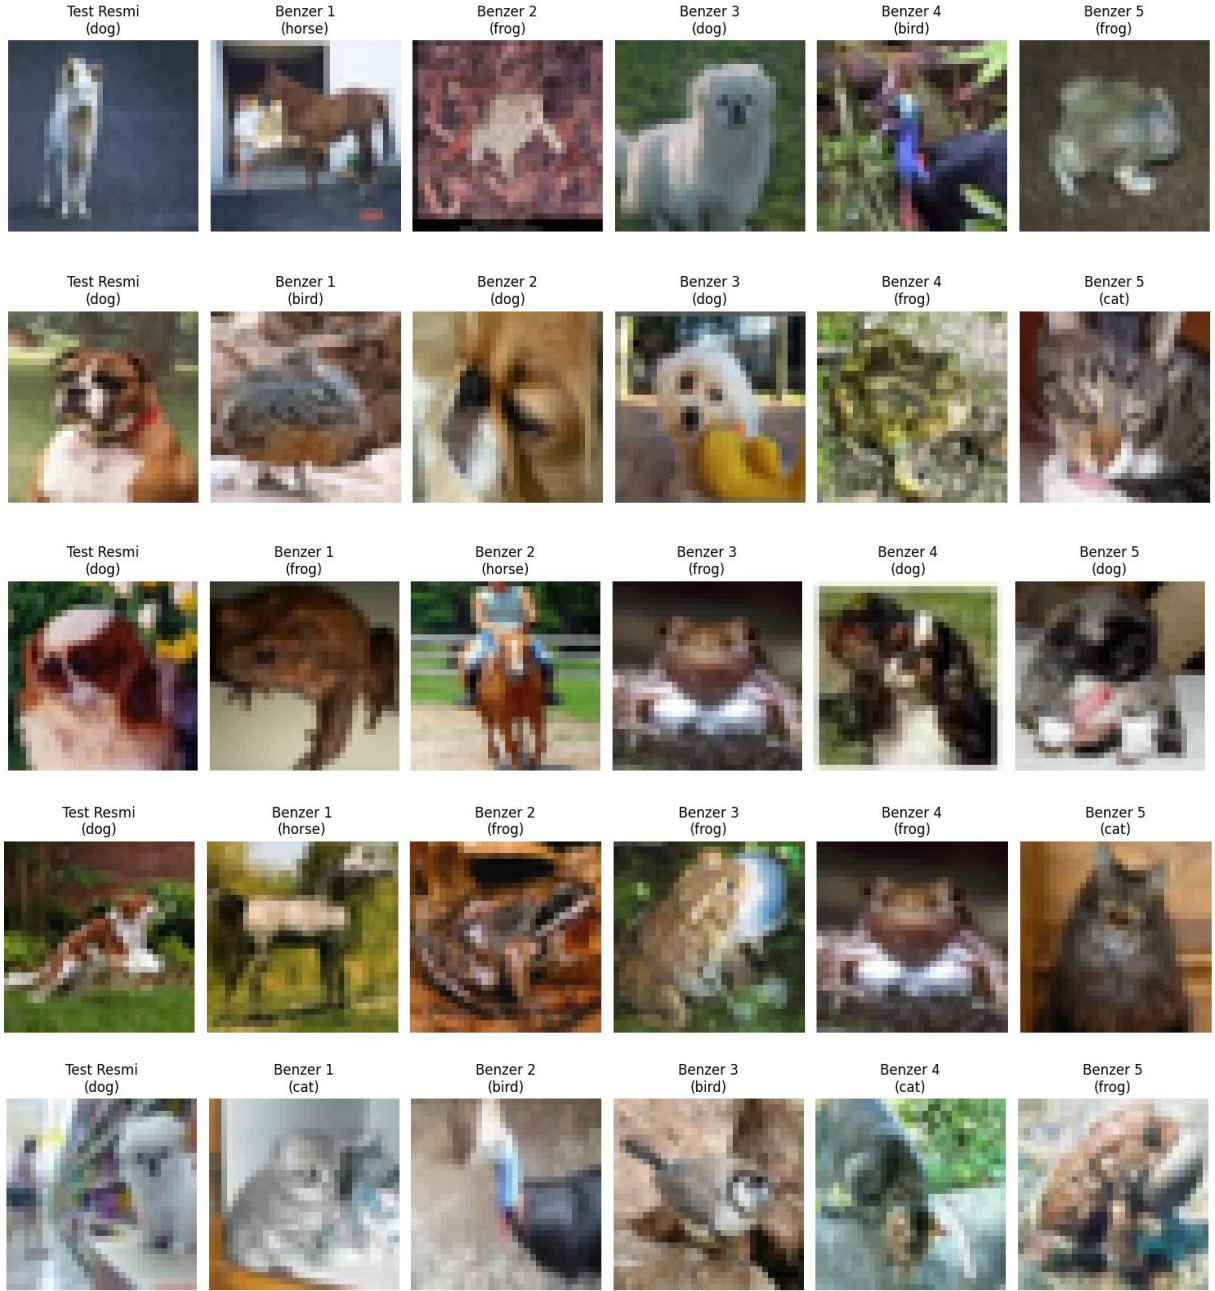 Test Resmi
(dog)
Benzer 1
(horse)
Benzer 2
(frog)
Benzer 3
(dog)
Benzer 4
(bird)
Benzer 5
(frog)
Test Resmi
(dog)
Benzer 1
(bird)
Benzer 2
(dog)
Benzer 3
(dog)
Benzer 4
(frog)
Benzer 5
(cat)
Test Resmi
(dog)
Benzer 1
(frog)
Benzer 2
(horse)
Benzer 3
(frog)
Benzer 4
(dog)
Benzer 5
(dog)
Test Resmi
(dog)
Benzer 1
(horse)
Benzer 2
(frog)
Benzer 3
(frog)
Benzer 4
(frog)
Benzer 5
(cat)
Test Resmi
(dog)
Benzer 1
(cat)
Benzer 2
(bird)
Benzer 3
(bird)
Benzer 4
(cat)
Benzer 5
(frog)